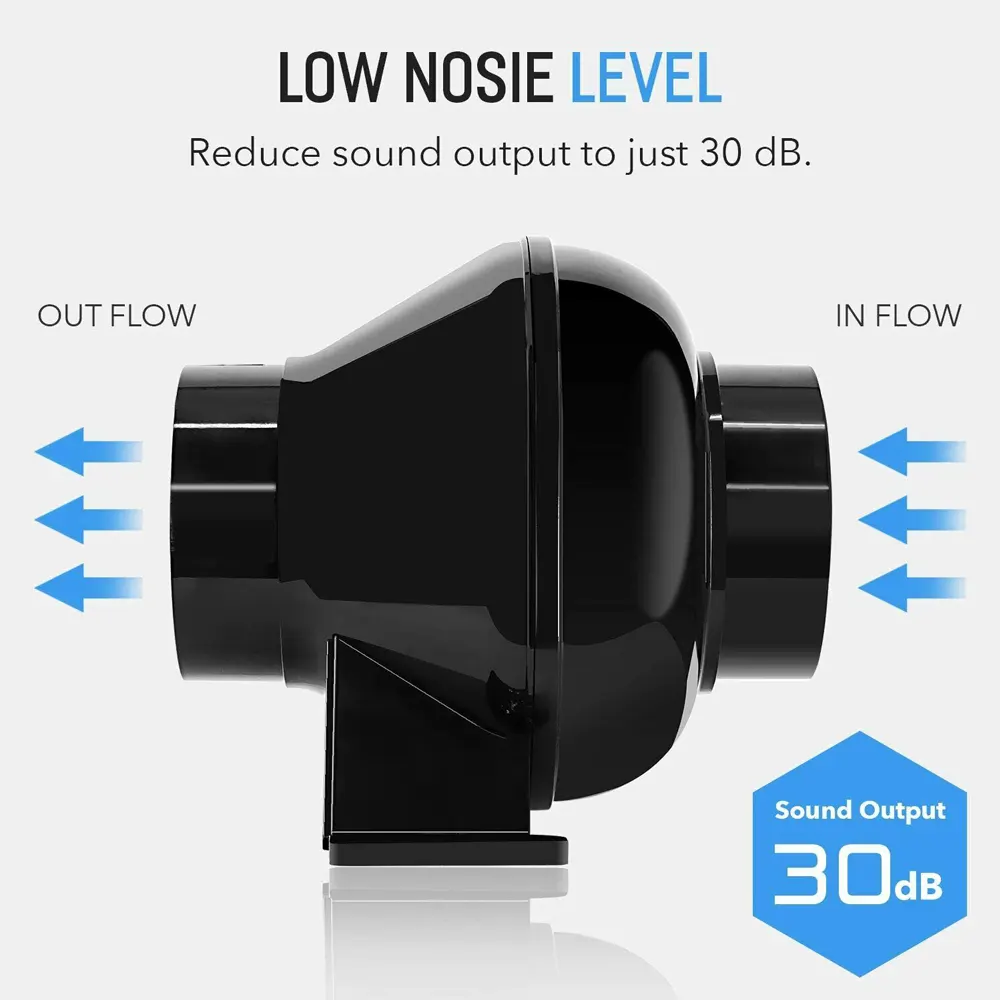 LOW NOSIE LEVEL
Reduce sound output to just 30 dB.
OUT FLOW
IN FLOW
Sound Output
30dB